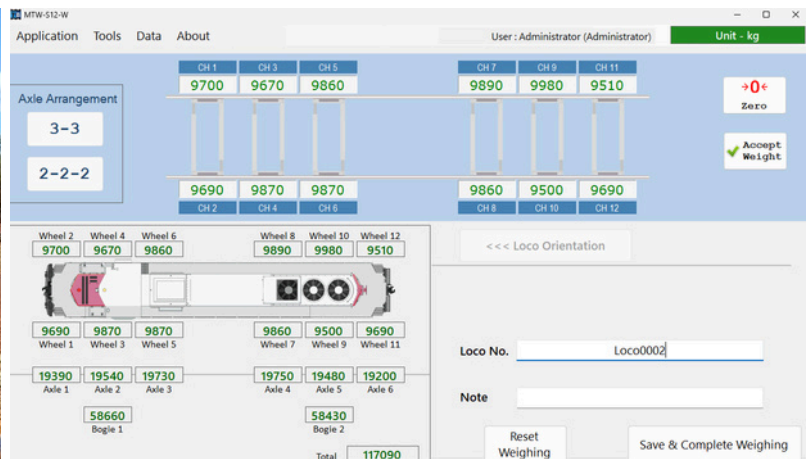 MTW-S12-W
Application Tools Data About User : Administrator (Administrator) Unit - kg
CH 1 CH 3 CH 5 CH 7 CH 9 CH 11
9700 9670 9860 9890 9980 9510
Axle Arrangement
3-3
2-2-2
→0←
Zero
Accept
Weight
9690 9870 9870 9860 9500 9690
CH 2 CH 4 CH 6 CH 8 CH 10 CH 12
Wheel 2 Wheel 4 Wheel 6 Wheel 8 Wheel 10 Wheel 12
9700 9670 9860 9890 9980 9510
9690 9870 9870 9860 9500 9690
Wheel 1 Wheel 3 Wheel 5 Wheel 7 Wheel 9 Wheel 11
19390 19540 19730 19750 19480 19200
Axle 1 Axle 2 Axle 3 Axle 4 Axle 5 Axle 6
58660 58430
Bogie 1 Bogie 2
Total 117090
<<< Loco Orientation
Loco No. Loco0002
Note
Reset
Weighing
Save & Complete Weighing